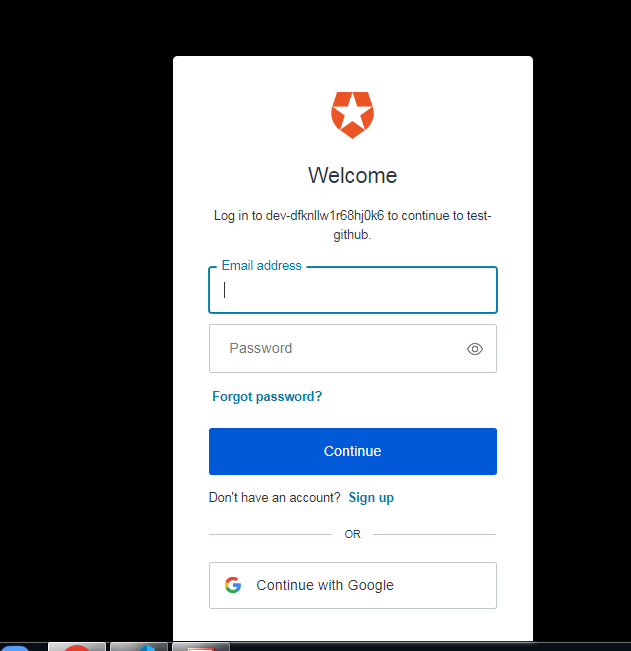 Welcome
Log in to dev-dfknllw1r68hj0k6 to continue to test-
github.
Email address
Password
Forgot password?
Continue
Don't have an account? Sign up
OR
Continue with Google